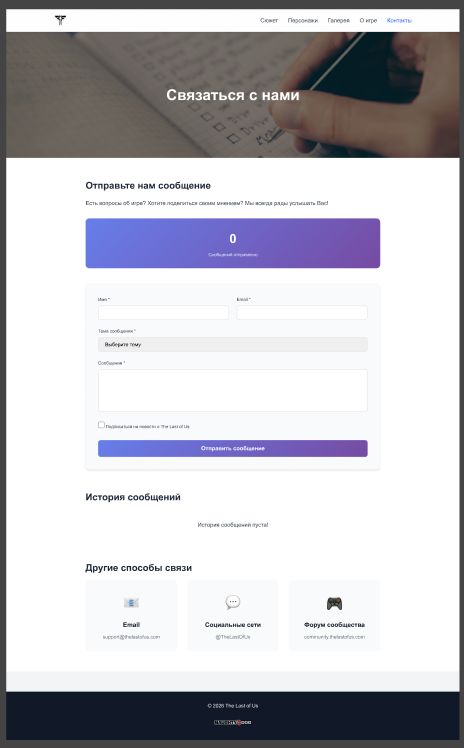 Сюжет Персонажи Галерея О игре Контакты
Связаться с нами
Отправьте нам сообщение
Есть вопросы об игре? Хотите поделиться своим мнением? Мы всегда рады услышать Вас!
0
Сообщений отправлено
Имя * Email *
Тема сообщения *
Выберите тему
Сообщение *
Подписаться на новости о The Last of Us
Отправить сообщение
История сообщений
История сообщений пуста!
Другие способы связи
Email Социальные сети Форум сообщества
support@thelastofus.com @TheLastOfUs community.thelastofus.com
© 2025 The Last of Us